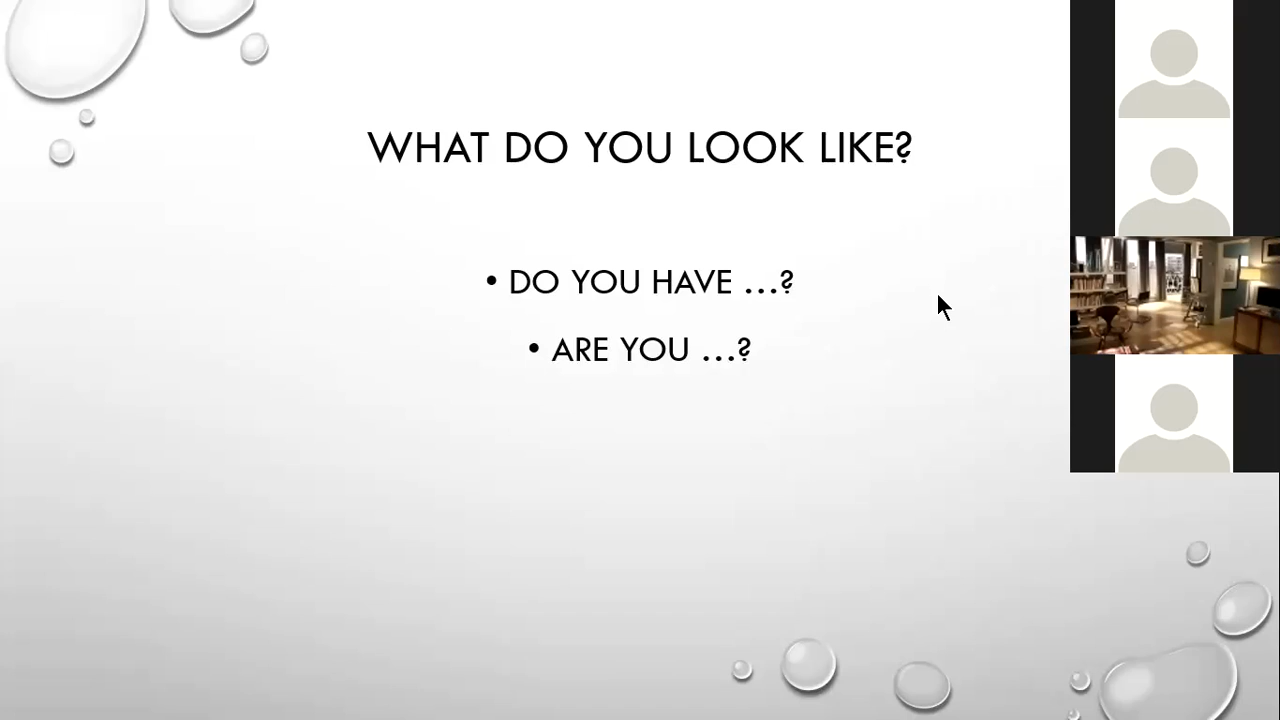 WHAT DO YOU LOOK LIKE?
• DO YOU HAVE …?
• ARE YOU …?